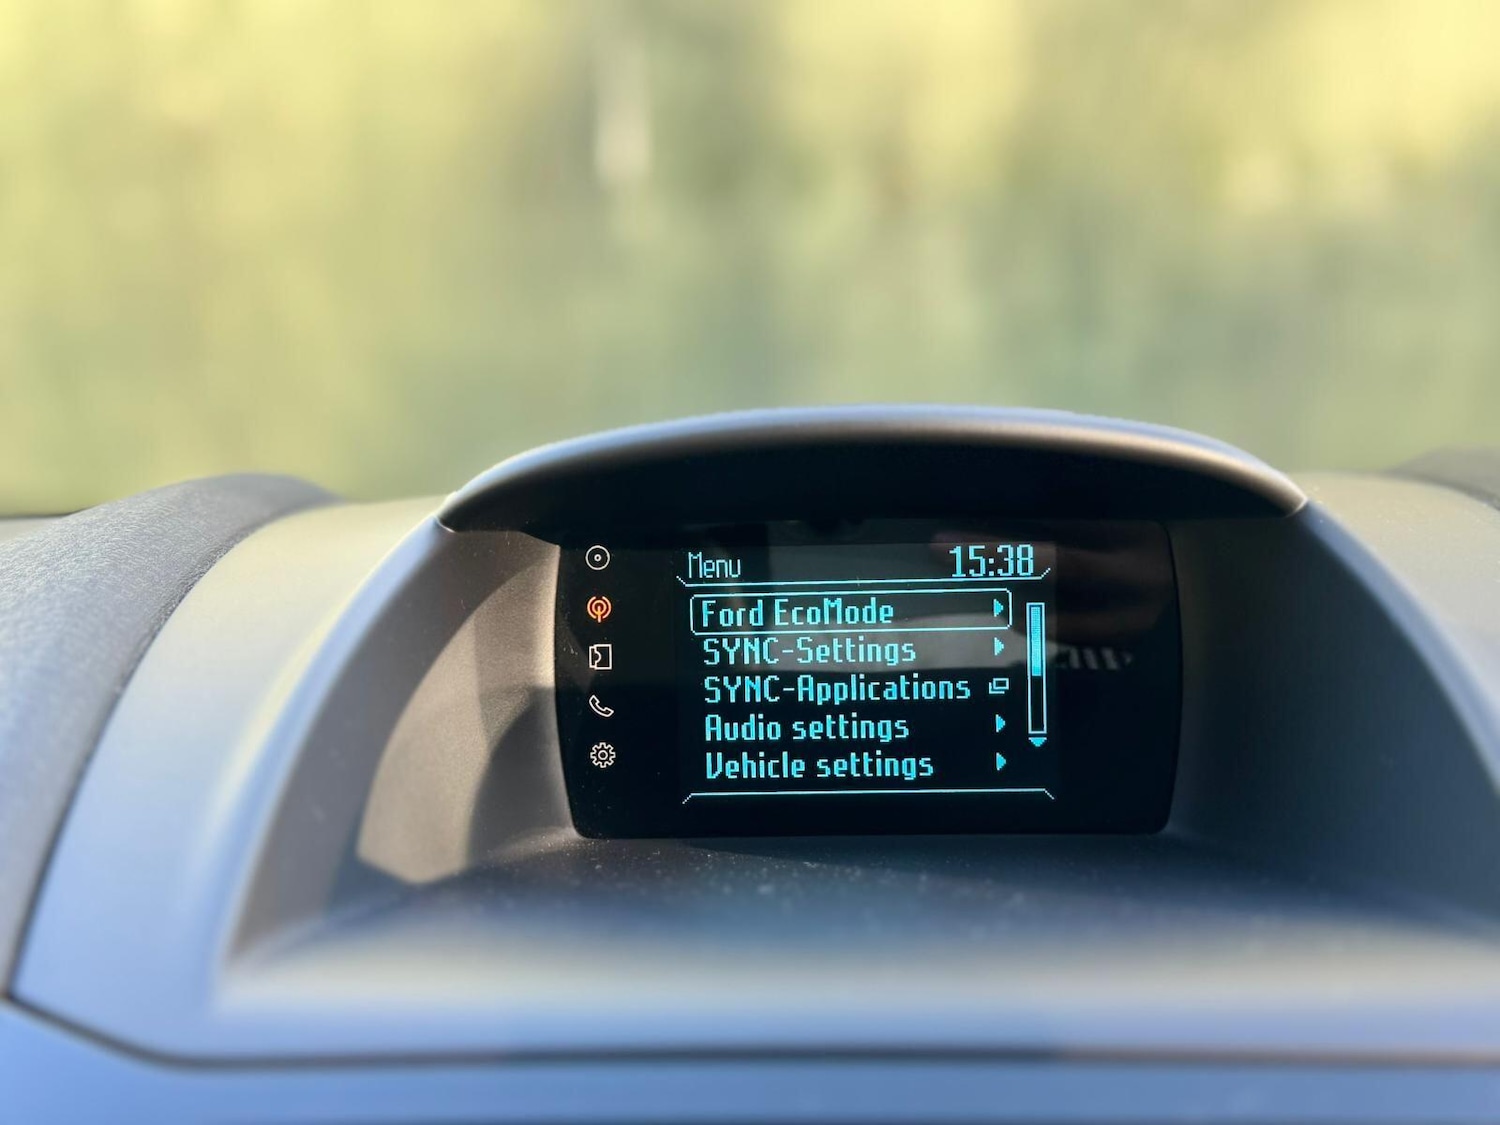 Menu 15:38
Ford EcoMode
SYNC-Settings
SYNC-Applications
Audio settings
Vehicle settings